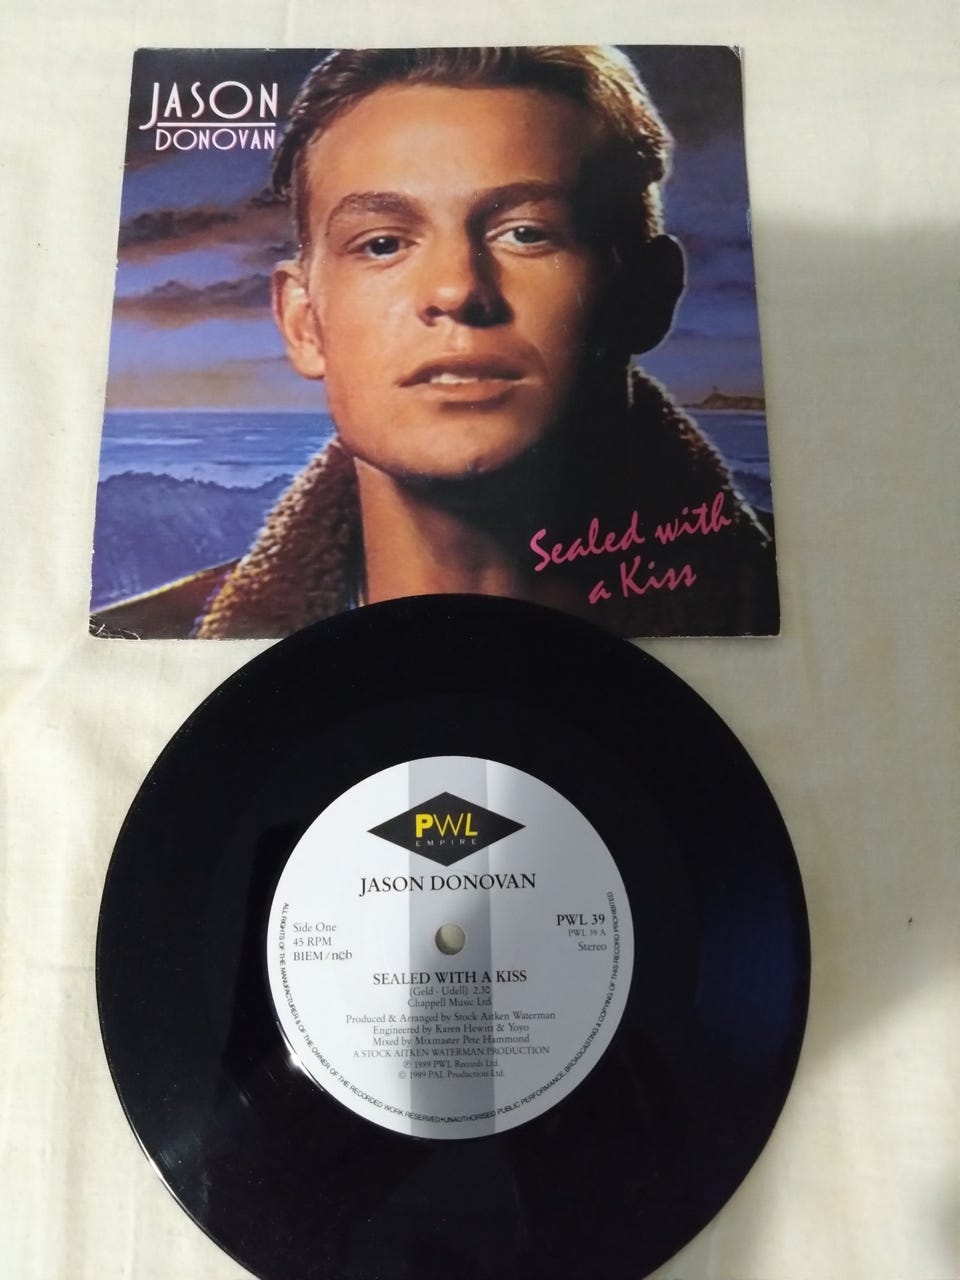 JASON
DONOVAN
Sealed with
a Kiss
PWL
EMPIRE
JASON DONOVAN
Side One
45 RPM
BIEM/ncb
PWL 39
PWL 39 A
Stereo
SEALED WITH A KISS
(Geld - Udell) 2.30
Chappell Music Ltd.
Produced & Arranged by Stock Aitken Waterman
Engineered by Karen Hewitt & Yoyo
Mixed by Mixmaster Pete Hammond
A STOCK AITKEN WATERMAN PRODUCTION
℗ 1989 PWL Records Ltd.
© 1989 PAL Production Ltd.
ALL RIGHTS OF THE MANUFACTURER & OF THE OWNER OF THE RECORDED WORK RESERVED•UNAUTHORISED PUBLIC PERFORMANCE, BROADCASTING & COPYING OF THIS RECORD PROHIBITED